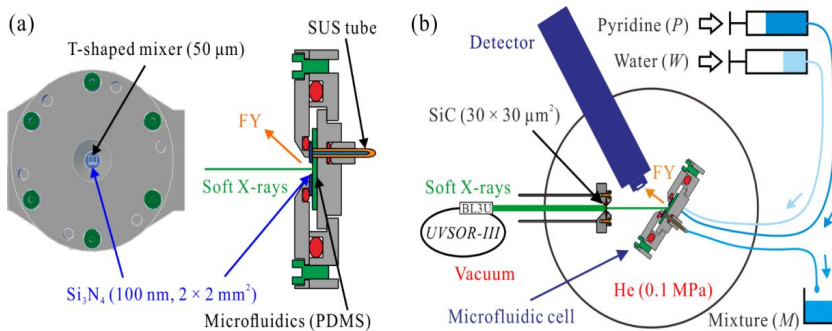 (a)
T-shaped mixer (50 μm)
SUS tube
FY
Soft X-rays
Si₃N₄ (100 nm, 2 × 2 mm²)
Microfluidics (PDMS)
(b)
Pyridine (P)
Water (W)
Detector
SiC (30 × 30 μm²)
FY
Soft X-rays
BL3U
UVSOR-III
Vacuum
He (0.1 MPa)
Microfluidic cell
Mixture (M)